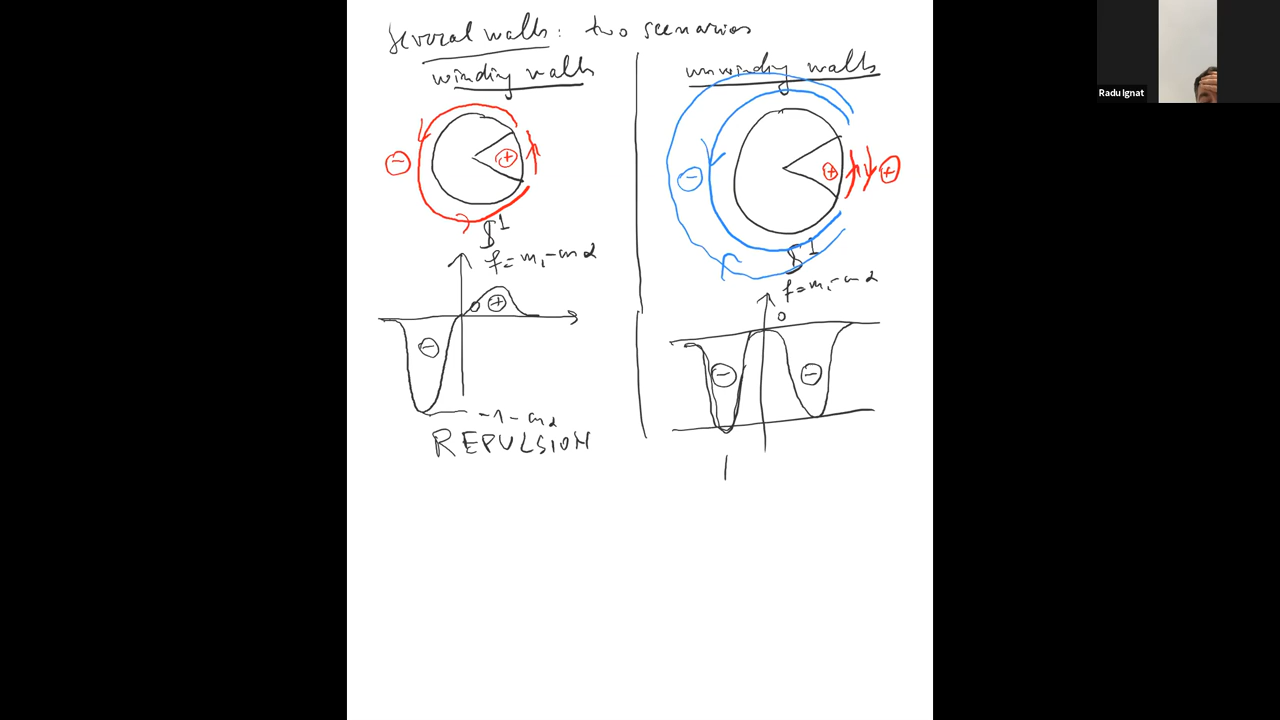 Several walls: two scenarios
winding walls
⊖
⊕
S¹
f = m₁ - cos α
0
⊕
⊖
-1 - cos α
REPULSION
unwinding walls
⊖
⊕
⊕
S¹
f = m₁ - cos α
0
⊖
⊖
Radu Ignat